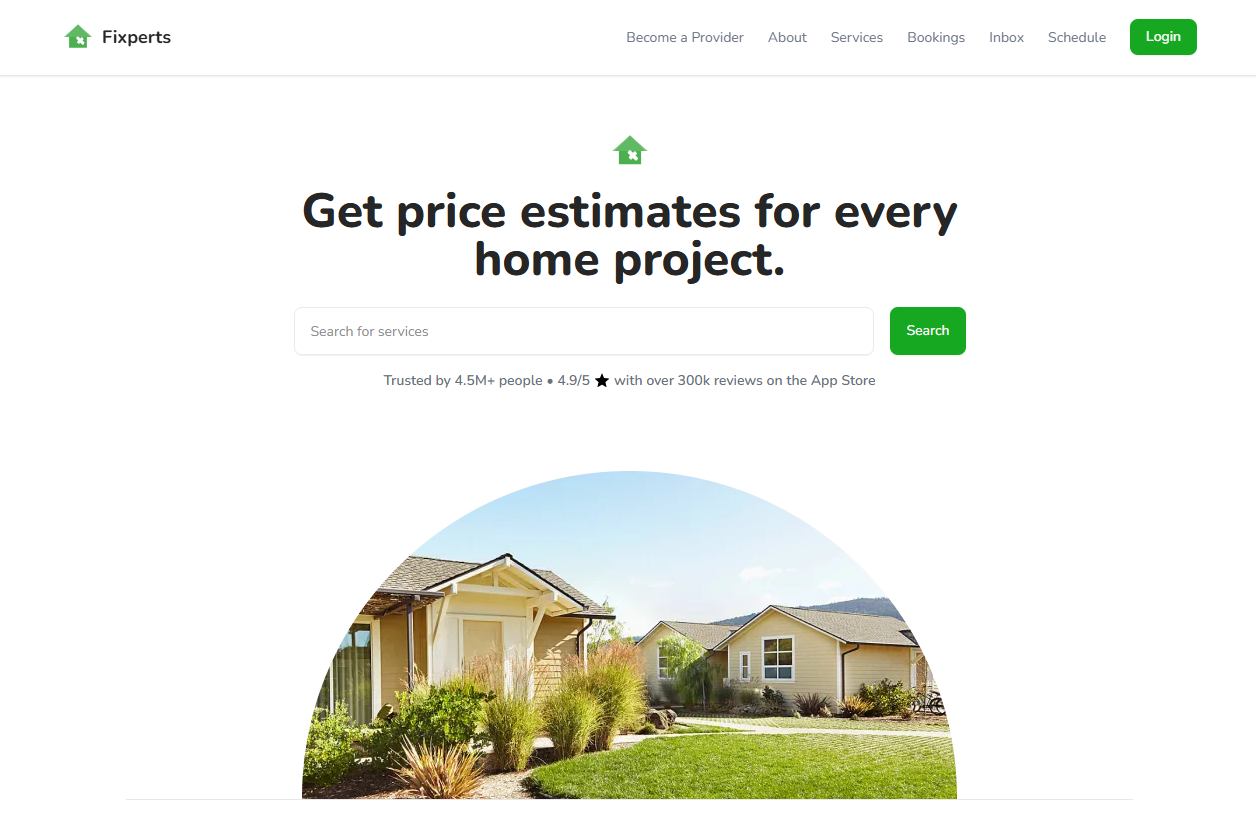 Fixperts
Become a Provider
About
Services
Bookings
Inbox
Schedule
Login
Get price estimates for every
home project.
Search for services
Search
Trusted by 4.5M+ people • 4.9/5 ★ with over 300k reviews on the App Store